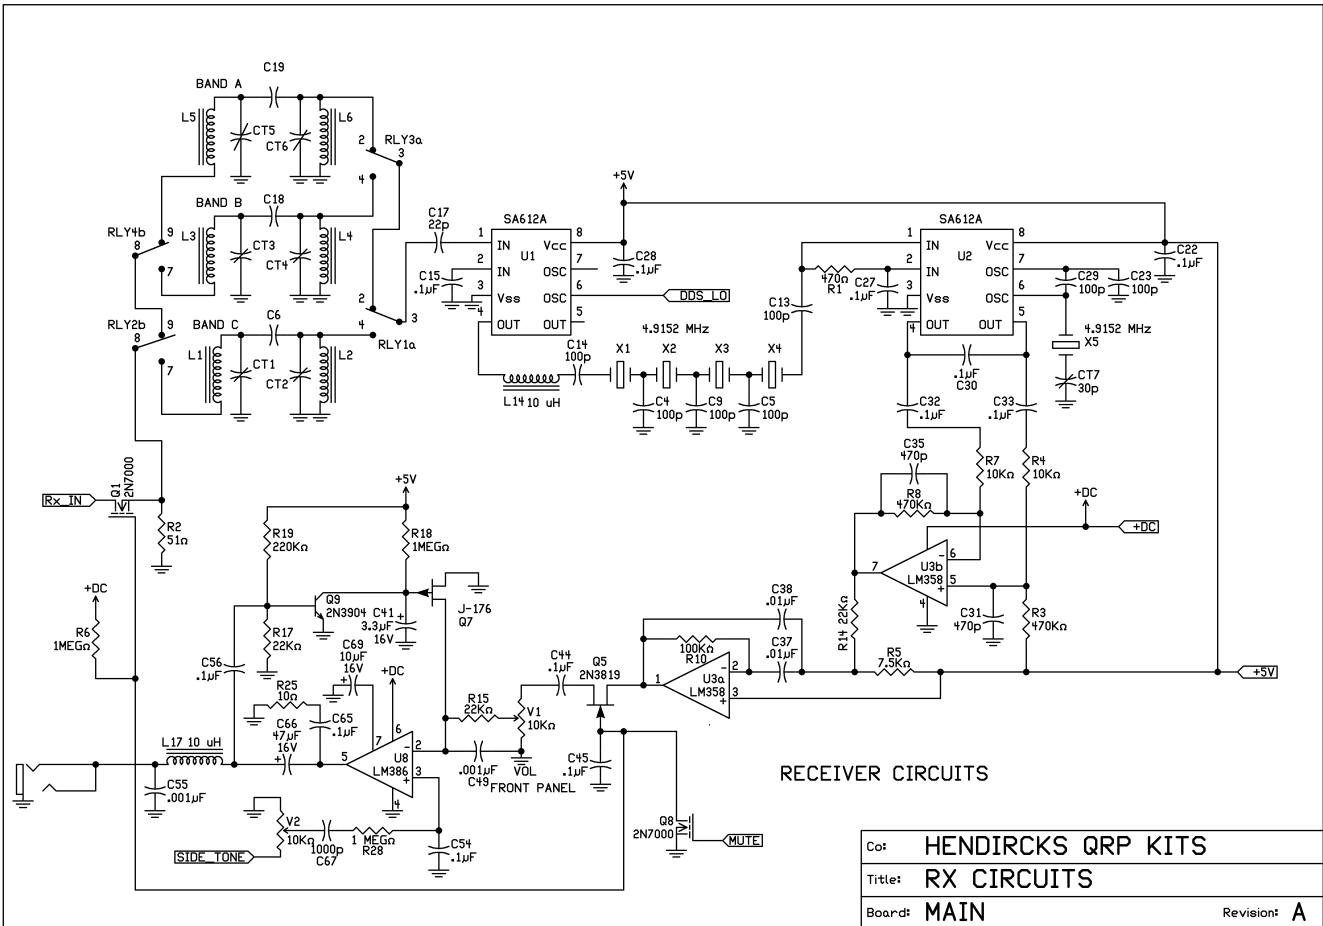 C19
BAND A
L5
CT5
CT6
L6
2
RLY3a
3
4
BAND B
C18
RLY4b
9
8
7
L3
CT3
CT4
L4
C17
22p
RLY2b
9
8
7
BAND C
C6
L1
CT1
CT2
L2
2
4
3
RLY1a
SA612A
1 IN Vcc 8
U1
2 IN OSC 7
3 Vss OSC 6
4 OUT OUT 5
C15
.1µF
+5V
C28
.1µF
DDS_LO
C14
100p
L14 10 uH
4.9152 MHz
X1 X2 X3 X4
C4
100p
C9
100p
C5
100p
C13
100p
470Ω
R1
C27
.1µF
SA612A
1 IN Vcc 8
U2
2 IN OSC 7
3 Vss OSC 6
4 OUT OUT 5
C22
.1µF
C29
100p
C23
100p
4.9152 MHz
X5
CT7
30p
.1µF
C30
C32
.1µF
C33
.1µF
C35
470p
R8
470KΩ
R7
10KΩ
R4
10KΩ
+DC
+DC
7
6
U3b
LM358
5
4
-
+
C31
470p
R3
470KΩ
R14 22KΩ
R5
7.5KΩ
+5V
C38
.01µF
C37
.01µF
100KΩ
R10
1
2
U3a
LM358
3
-
+
Q5
2N3819
C44
.1µF
C45
.1µF
Q8
2N7000
MUTE
Rx_IN
Q1
2N7000
R2
51Ω
+DC
R6
1MEGΩ
+5V
R19
220KΩ
R18
1MEGΩ
Q9
2N3904
C41
3.3µF
16V
+
J-176
Q7
R17
22KΩ
C56
.1µF
C69
10µF
16V
+
+DC
R25
10Ω
C66
47µF
16V
+
C65
.1µF
R15
22KΩ
V1
10KΩ
VOL
FRONT PANEL
.001µF
C49
L17 10 uH
C55
.001µF
5
7
6
U8
LM386
2
3
4
-
+
V2
10KΩ
1000p
C67
1 MEGΩ
R28
C54
.1µF
SIDE_TONE
RECEIVER CIRCUITS
Co: HENDIRCKS QRP KITS
Title: RX CIRCUITS
Board: MAIN Revision: A